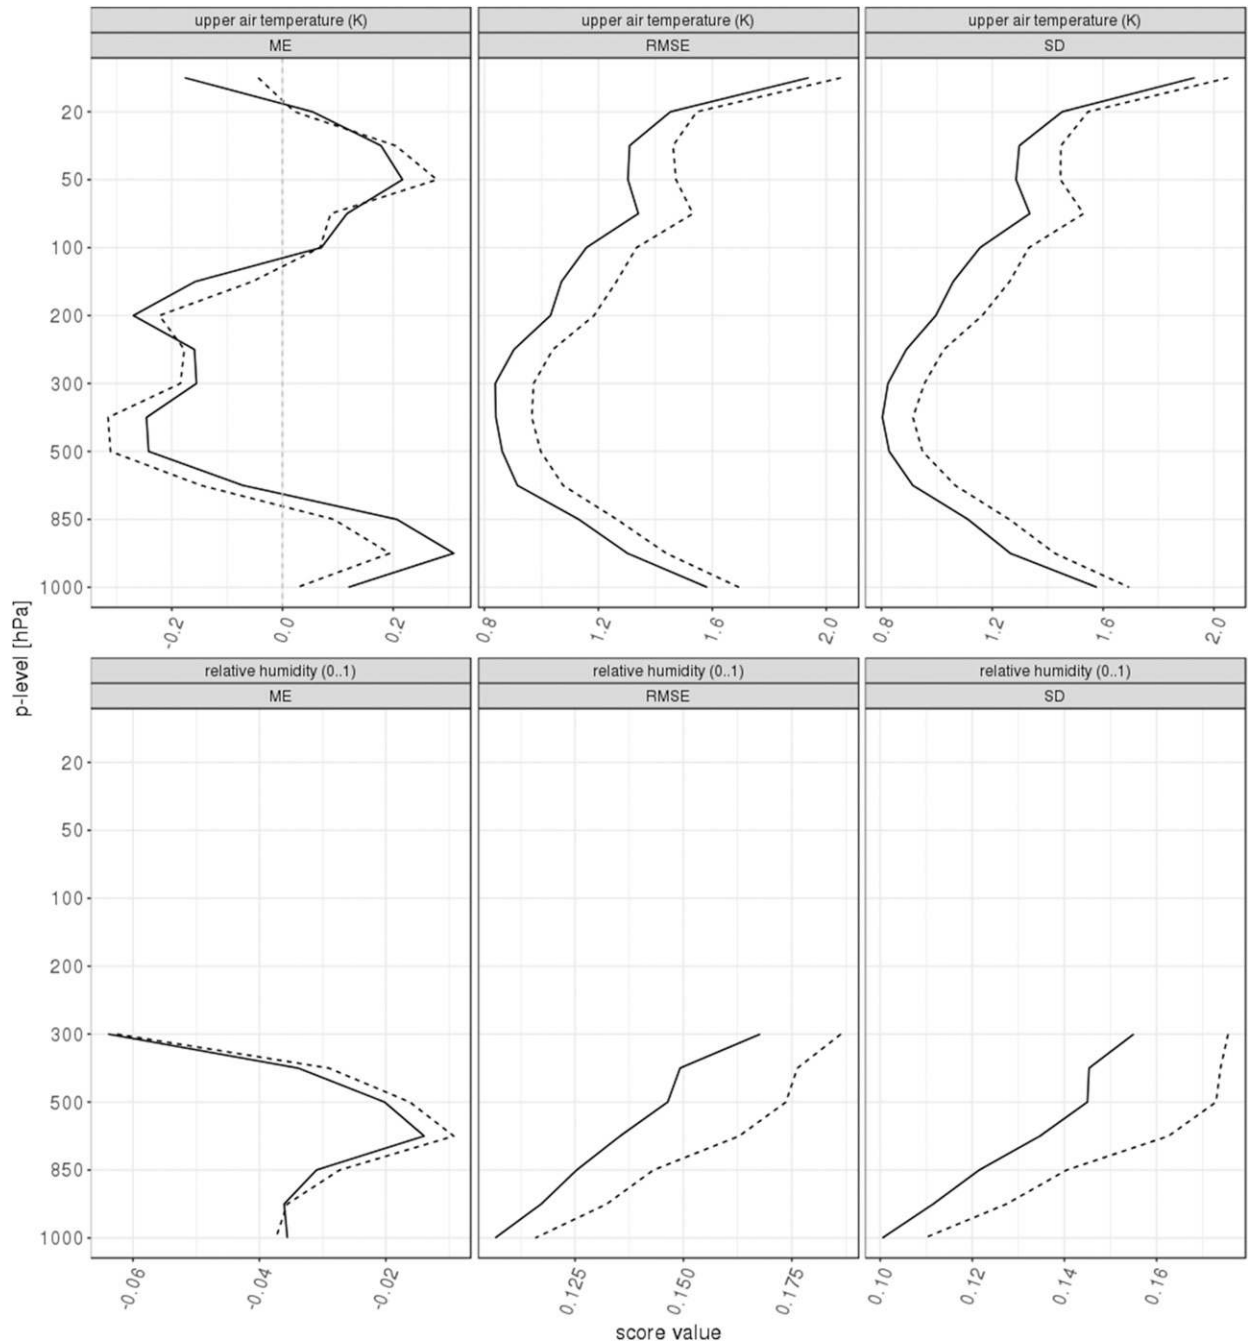 upper air temperature (K) upper air temperature (K) upper air temperature (K)
ME RMSE SD
20
50
100
200
300
500
850
1000
-0.2 0.0 0.2 0.8 1.2 1.6 2.0 0.8 1.2 1.6 2.0
p-level [hPa]
relative humidity (0..1) relative humidity (0..1) relative humidity (0..1)
ME RMSE SD
20
50
100
200
300
500
850
1000
-0.06 -0.04 -0.02 0.125 0.150 0.175 0.10 0.12 0.14 0.16
score value